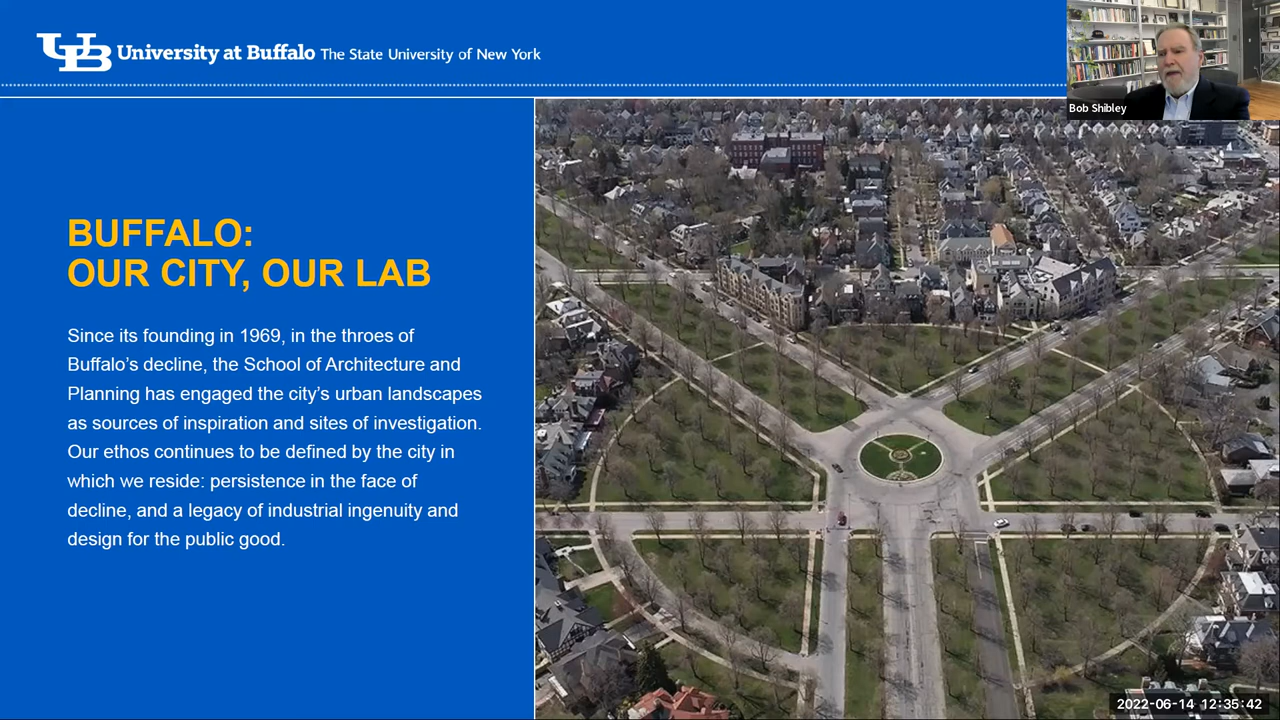 UB University at Buffalo The State University of New York
Bob Shibley
BUFFALO:
OUR CITY, OUR LAB
Since its founding in 1969, in the throes of
Buffalo’s decline, the School of Architecture and
Planning has engaged the city’s urban landscapes
as sources of inspiration and sites of investigation.
Our ethos continues to be defined by the city in
which we reside: persistence in the face of
decline, and a legacy of industrial ingenuity and
design for the public good.
2022-06-14 12:35:42